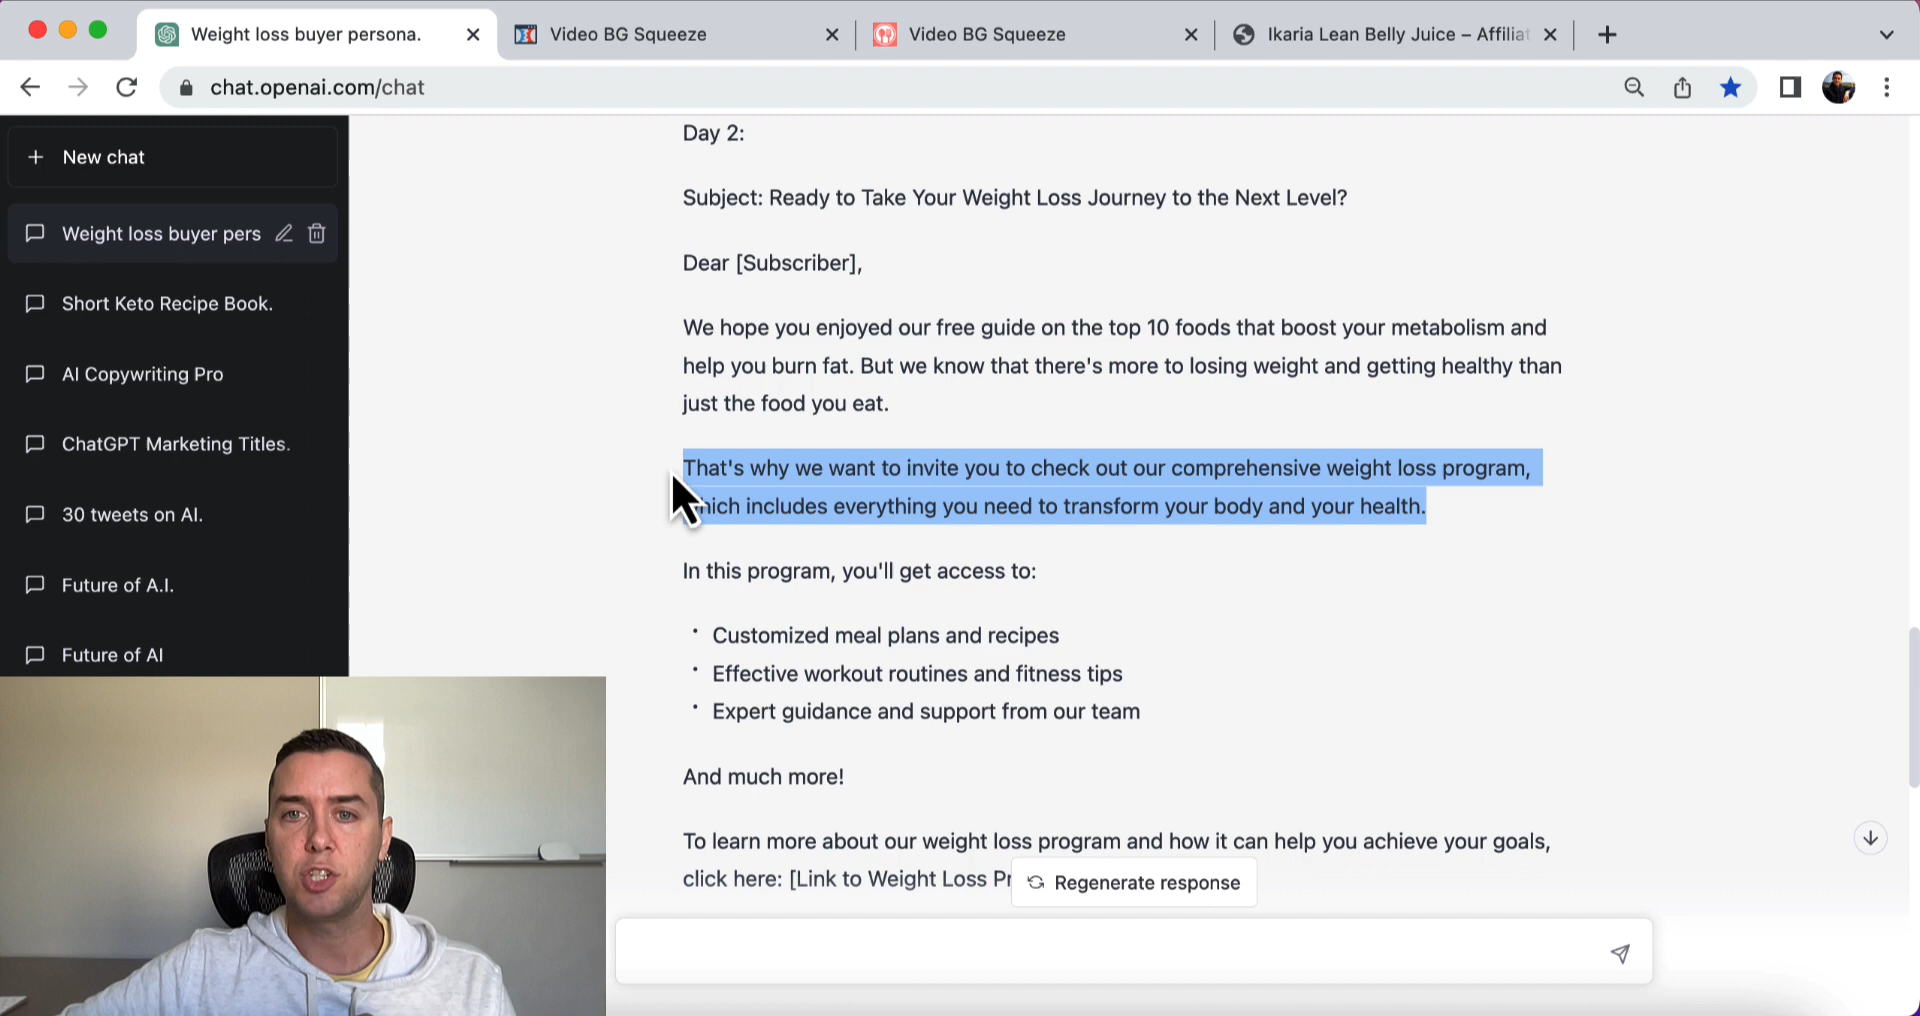 Weight loss buyer persona.
Video BG Squeeze
Video BG Squeeze
Ikaria Lean Belly Juice – Affiliat
chat.openai.com/chat
New chat
Weight loss buyer pers
Short Keto Recipe Book.
AI Copywriting Pro
ChatGPT Marketing Titles.
30 tweets on AI.
Future of A.I.
Future of AI
Day 2:
Subject: Ready to Take Your Weight Loss Journey to the Next Level?
Dear [Subscriber],
We hope you enjoyed our free guide on the top 10 foods that boost your metabolism and
help you burn fat. But we know that there's more to losing weight and getting healthy than
just the food you eat.
That's why we want to invite you to check out our comprehensive weight loss program,
which includes everything you need to transform your body and your health.
In this program, you'll get access to:
• Customized meal plans and recipes
• Effective workout routines and fitness tips
• Expert guidance and support from our team
And much more!
To learn more about our weight loss program and how it can help you achieve your goals,
click here: [Link to Weight Loss Pr
Regenerate response